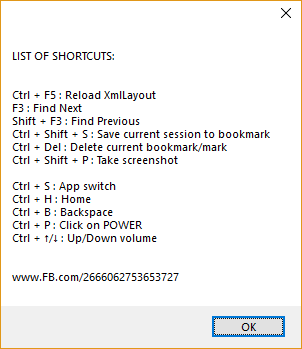 LIST OF SHORTCUTS:
Ctrl + F5 : Reload XmlLayout
F3 : Find Next
Shift + F3 : Find Previous
Ctrl + Shift + S : Save current session to bookmark
Ctrl + Del : Delete current bookmark/mark
Ctrl + Shift + P : Take screenshot
Ctrl + S : App switch
Ctrl + H : Home
Ctrl + B : Backspace
Ctrl + P : Click on POWER
Ctrl + ↑/↓ : Up/Down volume
www.FB.com/2666062753653727
OK